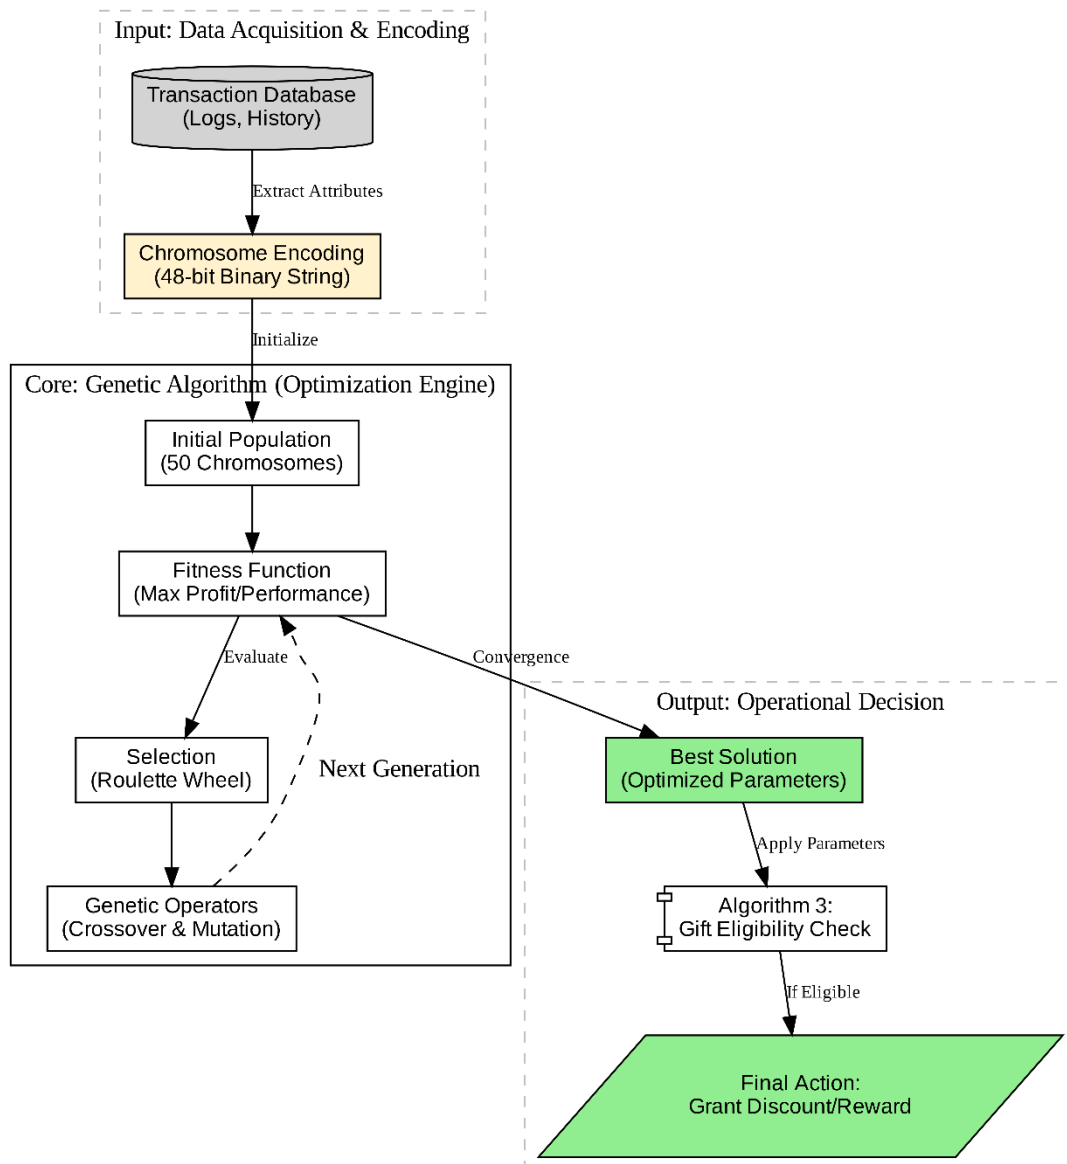 Input: Data Acquisition & Encoding
Transaction Database
(Logs, History)
Extract Attributes
Chromosome Encoding
(48-bit Binary String)
Initialize
Core: Genetic Algorithm (Optimization Engine)
Initial Population
(50 Chromosomes)
Fitness Function
(Max Profit/Performance)
Evaluate
Convergence
Selection
(Roulette Wheel)
Next Generation
Genetic Operators
(Crossover & Mutation)
Output: Operational Decision
Best Solution
(Optimized Parameters)
Apply Parameters
Algorithm 3:
Gift Eligibility Check
If Eligible
Final Action:
Grant Discount/Reward